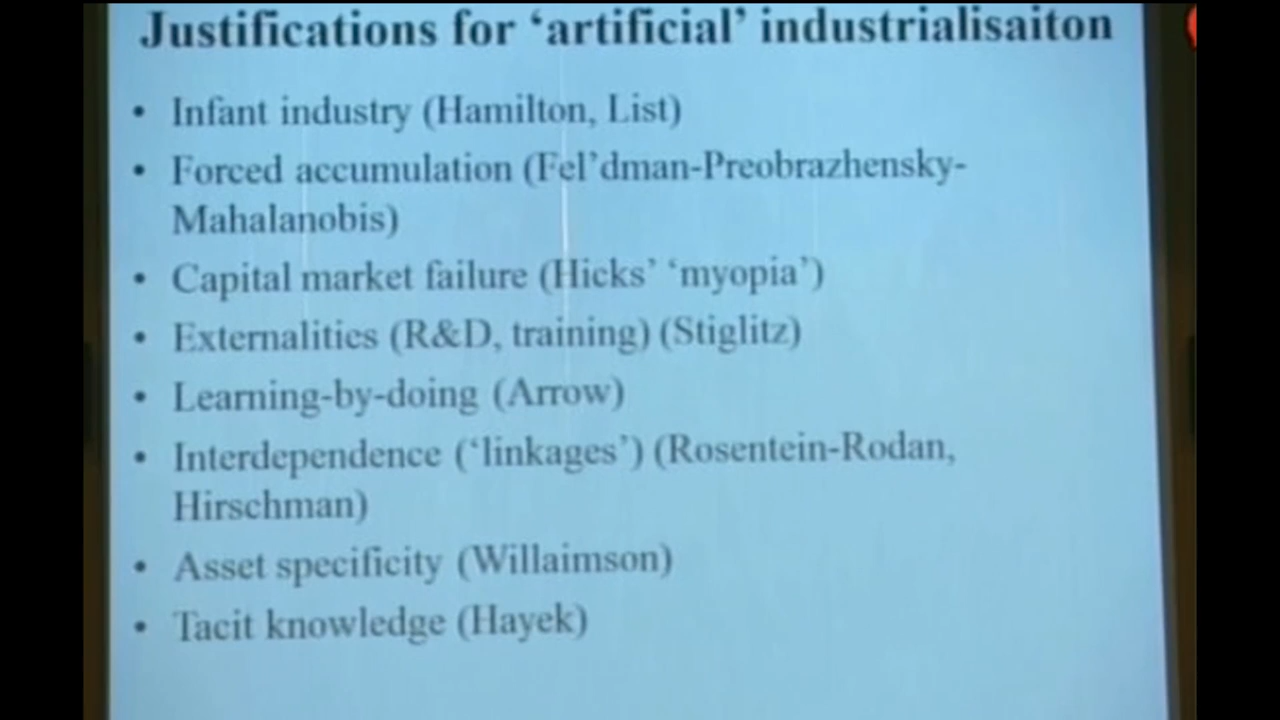 Justifications for ‘artificial’ industrialisaiton
• Infant industry (Hamilton, List)
• Forced accumulation (Fel’dman-Preobrazhensky-
Mahalanobis)
• Capital market failure (Hicks’ ‘myopia’)
• Externalities (R&D, training) (Stiglitz)
• Learning-by-doing (Arrow)
• Interdependence (‘linkages’) (Rosentein-Rodan,
Hirschman)
• Asset specificity (Willaimson)
• Tacit knowledge (Hayek)